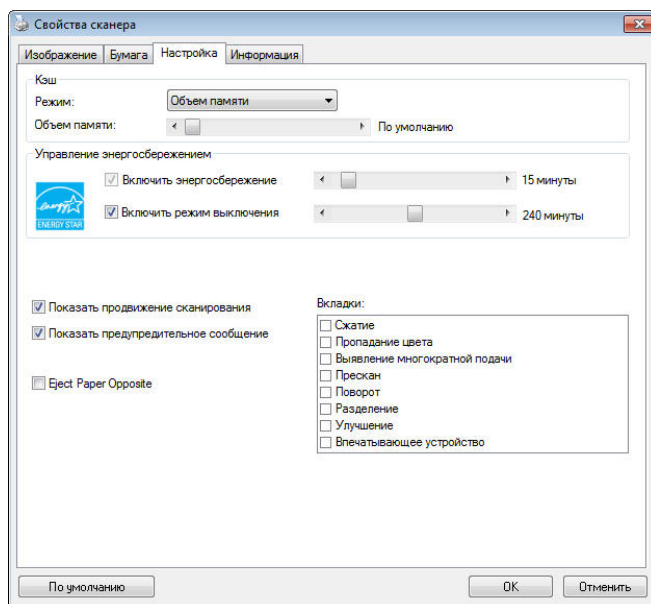 Свойства сканера
Изображение Бумага Настройка Информация
Кэш
Режим: Объем памяти
Объем памяти: По умолчанию
Управление энергосбережением
Включить энергосбережение 15 минуты
Включить режим выключения 240 минуты
energy
ENERGY STAR
Показать продвижение сканирования
Показать предупредительное сообщение
Eject Paper Opposite
Вкладки:
Сжатие
Пропадание цвета
Выявление многократной подачи
Прескан
Поворот
Разделение
Улучшение
Впечатывающее устройство
По умолчанию OK Отменить